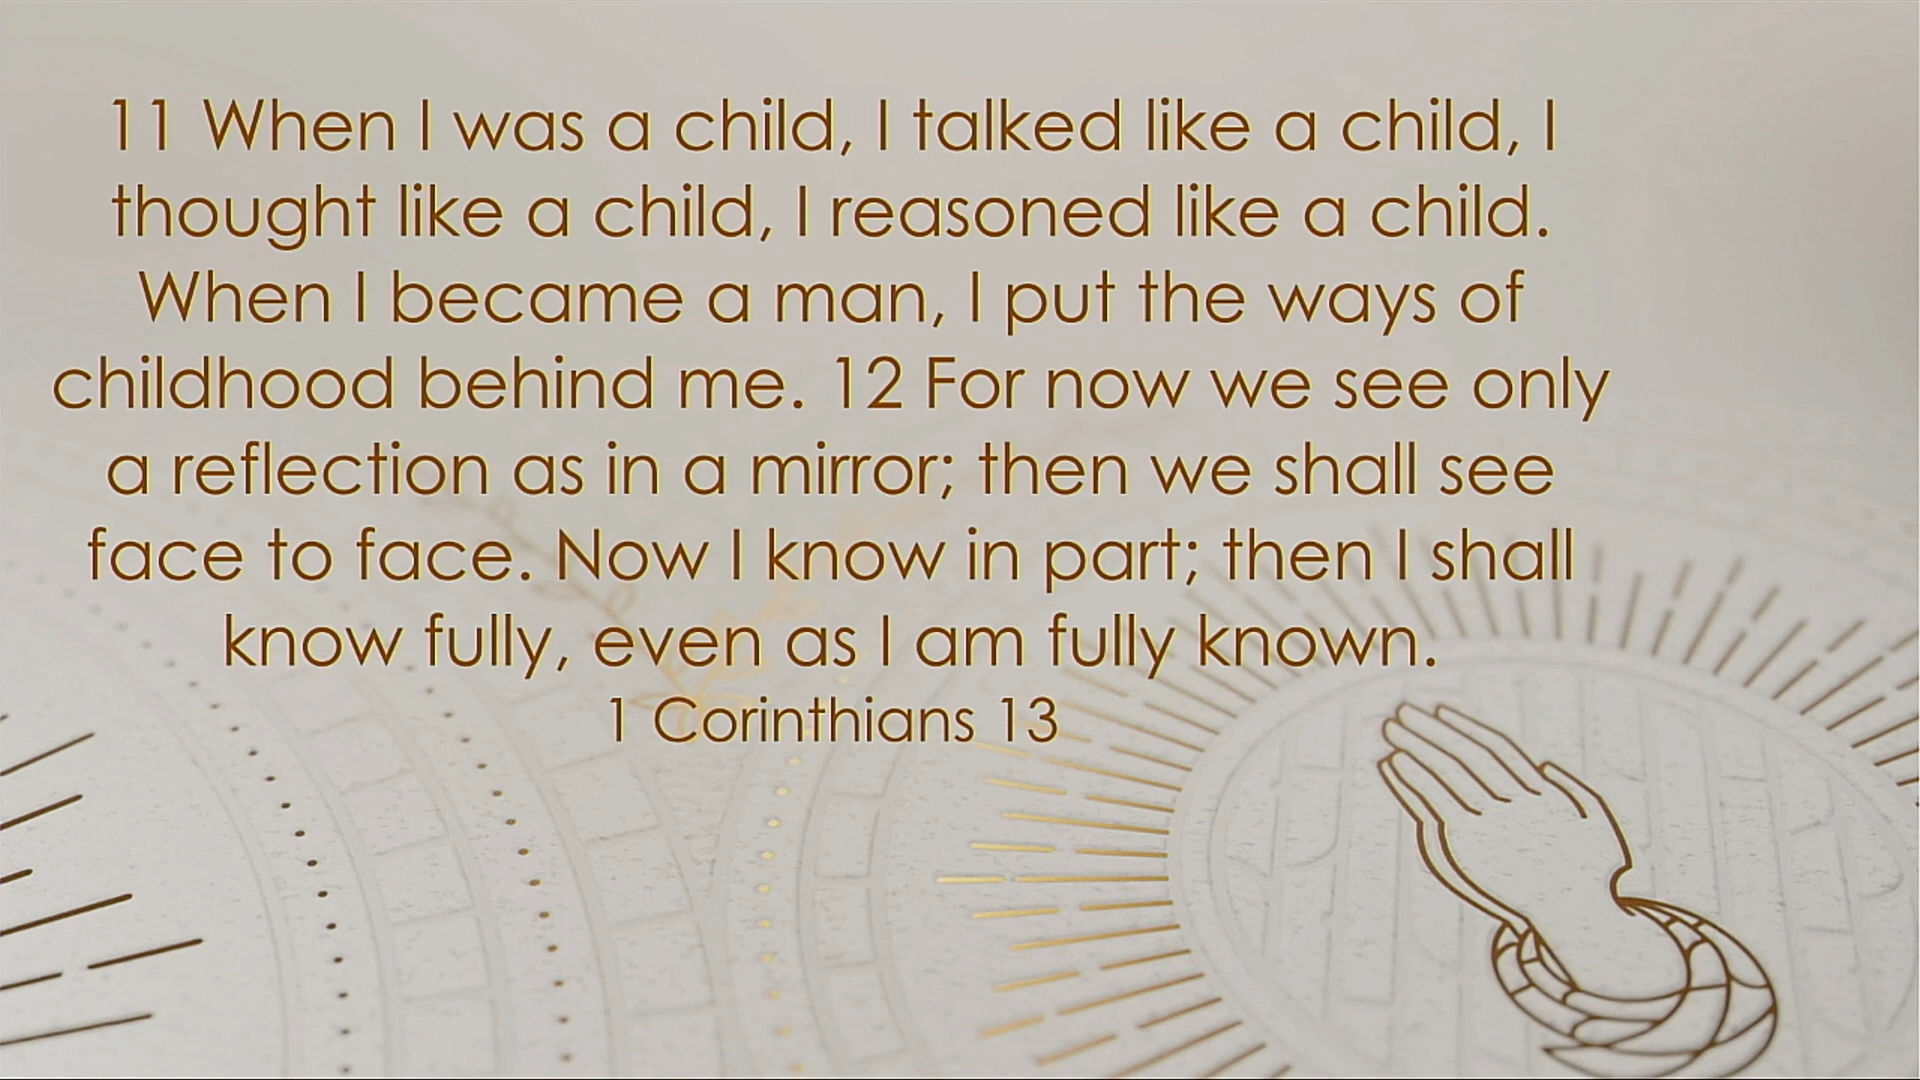 11 When I was a child, I talked like a child, I
thought like a child, I reasoned like a child.
When I became a man, I put the ways of
childhood behind me. 12 For now we see only
a reflection as in a mirror; then we shall see
face to face. Now I know in part; then I shall
know fully, even as I am fully known.
1 Corinthians 13